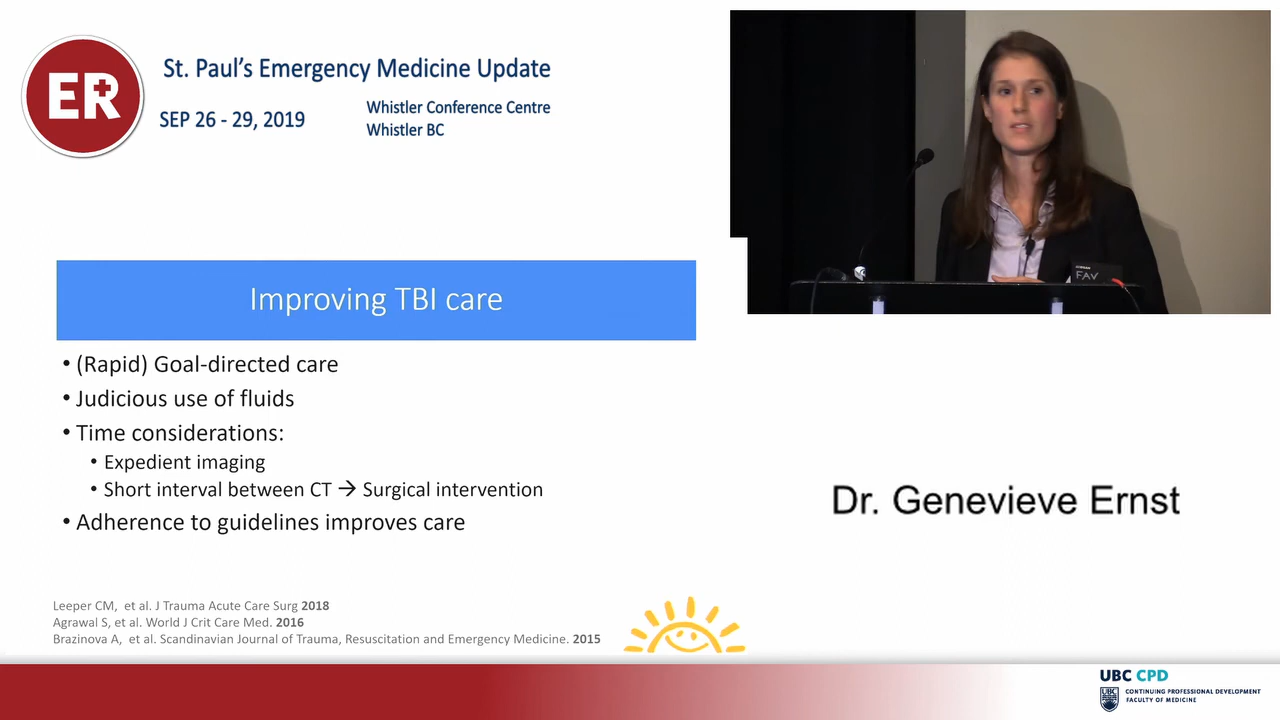 ER
St. Paul's Emergency Medicine Update
SEP 26 - 29, 2019
Whistler Conference Centre
Whistler BC
Improving TBI care
• (Rapid) Goal-directed care
• Judicious use of fluids
• Time considerations:
• Expedient imaging
• Short interval between CT → Surgical intervention
• Adherence to guidelines improves care
Leeper CM, et al. J Trauma Acute Care Surg 2018
Agrawal S, et al. World J Crit Care Med. 2016
Brazinova A, et al. Scandinavian Journal of Trauma, Resuscitation and Emergency Medicine. 2015
FAV
Dr. Genevieve Ernst
UBC CPD
CONTINUING PROFESSIONAL DEVELOPMENT
FACULTY OF MEDICINE